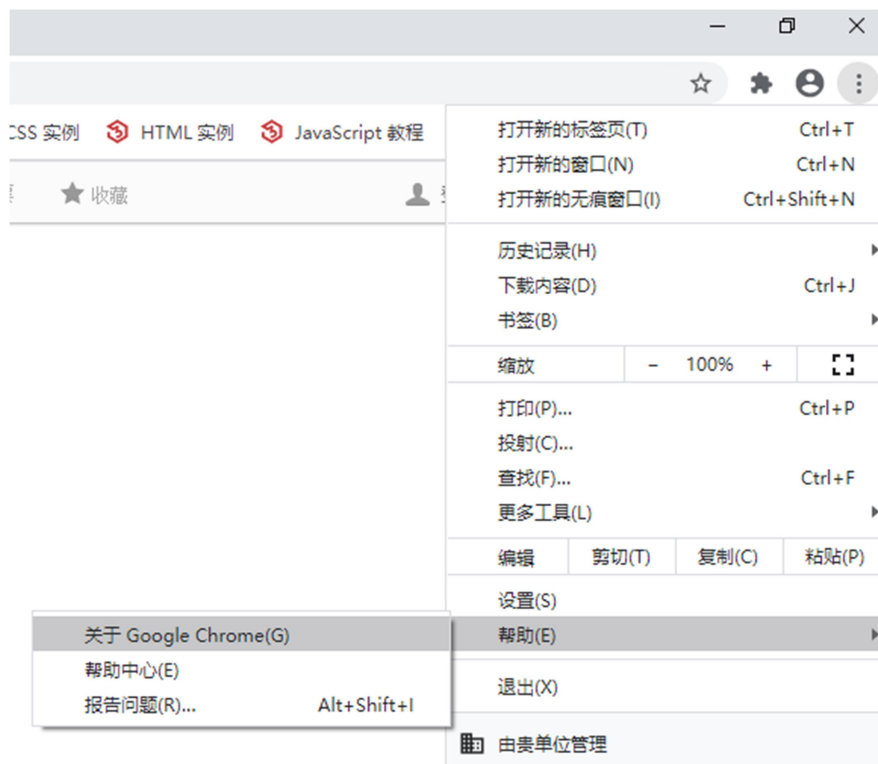 CSS 实例 HTML 实例 JavaScript 教程
收藏
打开新的标签页(T) Ctrl+T
打开新的窗口(N) Ctrl+N
打开新的无痕窗口(I) Ctrl+Shift+N
历史记录(H)
下载内容(D) Ctrl+J
书签(B)
缩放 - 100% +
打印(P)... Ctrl+P
投射(C)...
查找(F)... Ctrl+F
更多工具(L)
编辑 剪切(T) 复制(C) 粘贴(P)
设置(S)
帮助(E)
关于 Google Chrome(G)
帮助中心(E)
报告问题(R)... Alt+Shift+I
退出(X)
由贵单位管理